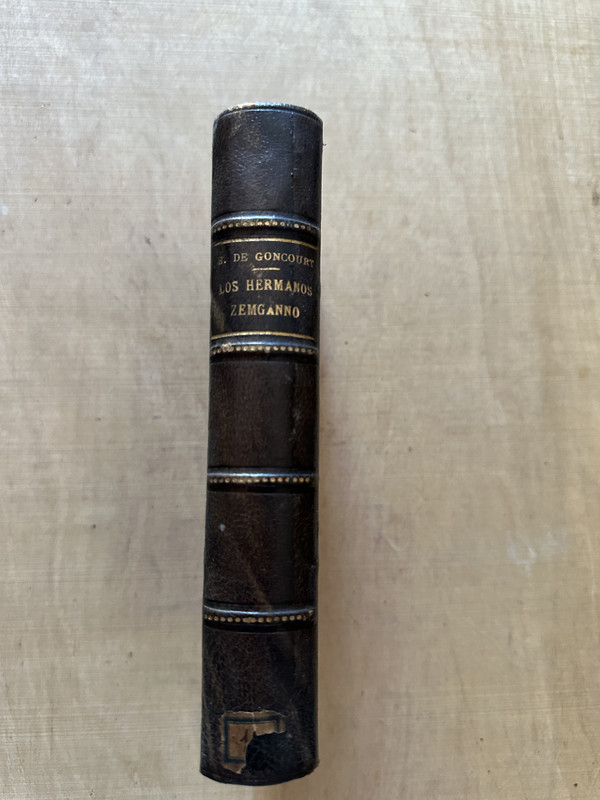 E. DE GONCOURT
LOS HERMANOS
ZEMGANNO